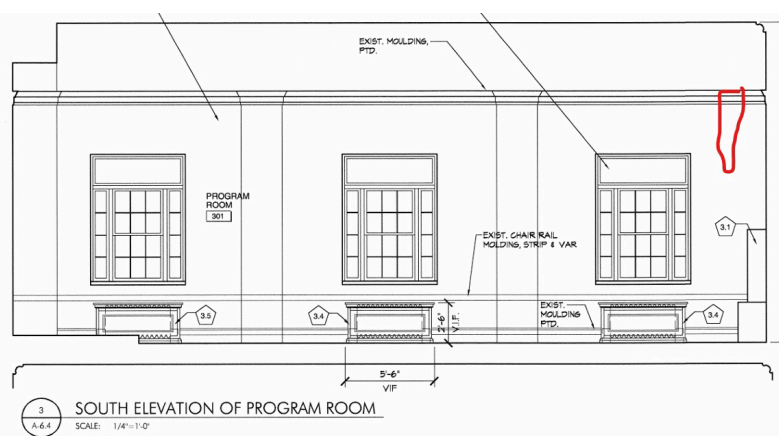 EXIST. MOULDING,
PTD.
PROGRAM
ROOM
301
3.1
EXIST. CHAIR RAIL
MOLDING, STRIP & VAR
EXIST.
MOULDING
PTD.
3.5
3.4
2'-6"
V.I.F.
3.4
5'-6"
VIF
3
A-6.4
SOUTH ELEVATION OF PROGRAM ROOM
SCALE: 1/4"=1'-0"